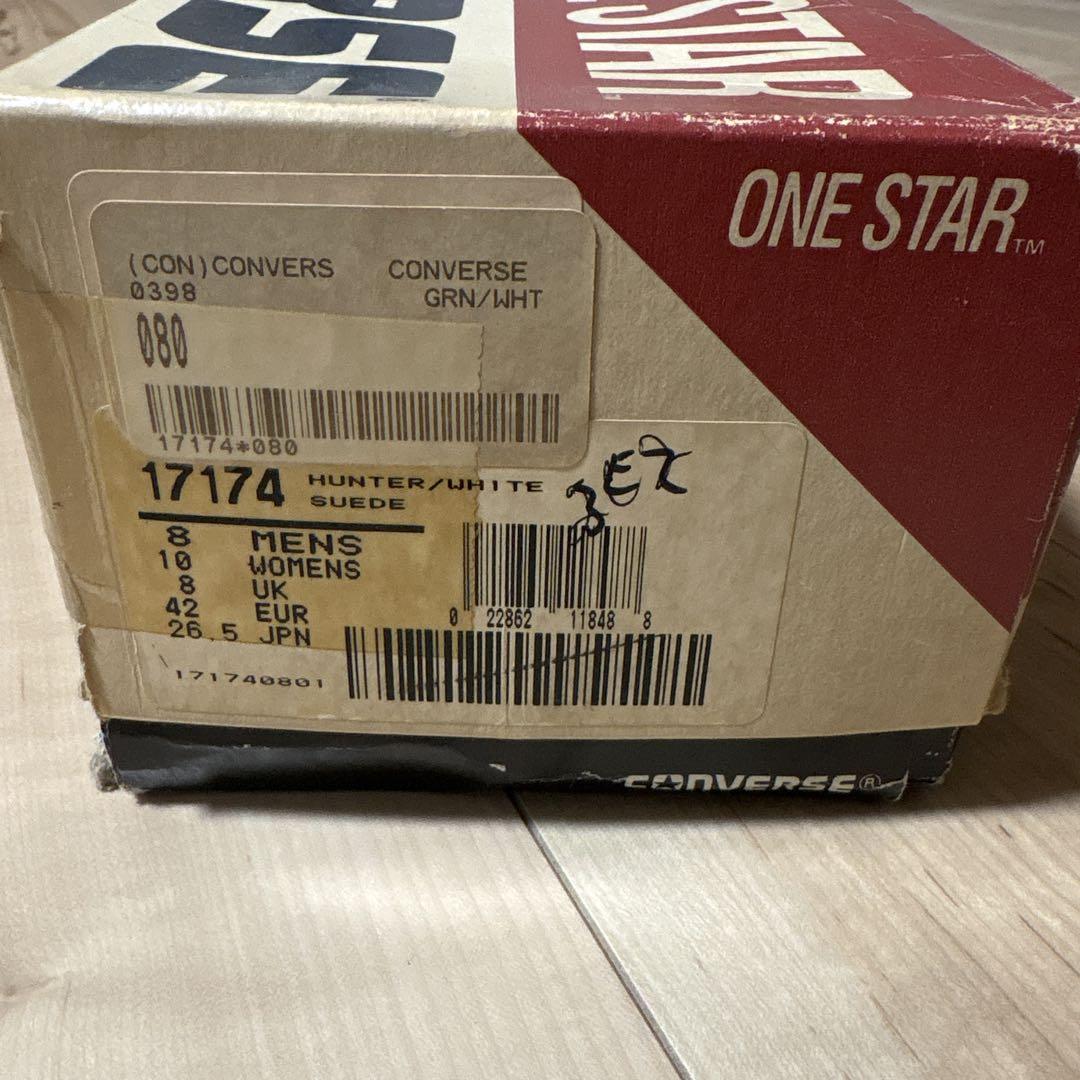 STAR
ONE STAR™
(CON)CONVERS CONVERSE
0398 GRN/WHT
080
17174*080
17174 HUNTER/WHITE
SUEDE
8 MENS
10 WOMENS
8 UK
42 EUR
26.5 JPN
0 22862 11848 8
171740801
CONVERSE®